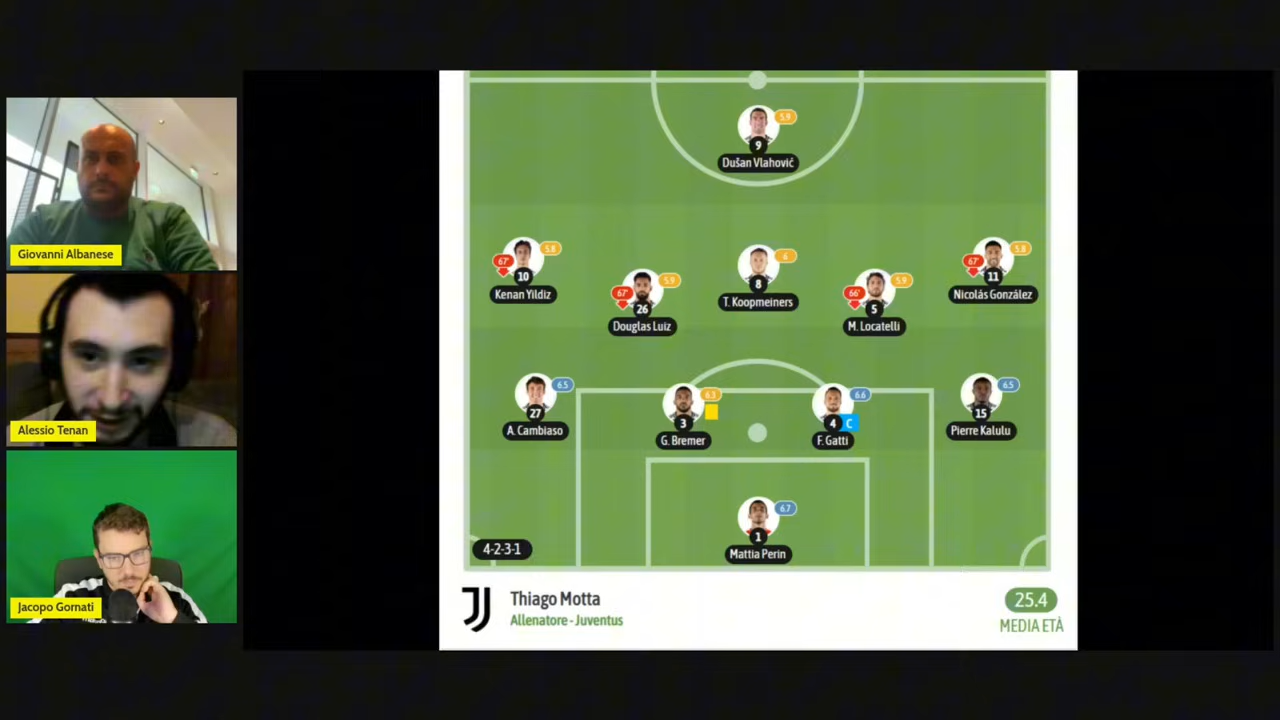 Giovanni Albanese
Alessio Tenan
Jacopo Gornati
5.9
9
Dušan Vlahović
5.8
67'
10
Kenan Yildiz
5.9
67'
26
Douglas Luiz
6
8
T. Koopmeiners
5.9
66'
5
M. Locatelli
5.8
67'
11
Nicolás González
6.5
27
A. Cambiaso
6.3
3
G. Bremer
6.6
4 C
F. Gatti
6.5
15
Pierre Kalulu
6.7
1
Mattia Perin
4-2-3-1
Thiago Motta
Allenatore - Juventus
25.4
MEDIA ETÀ